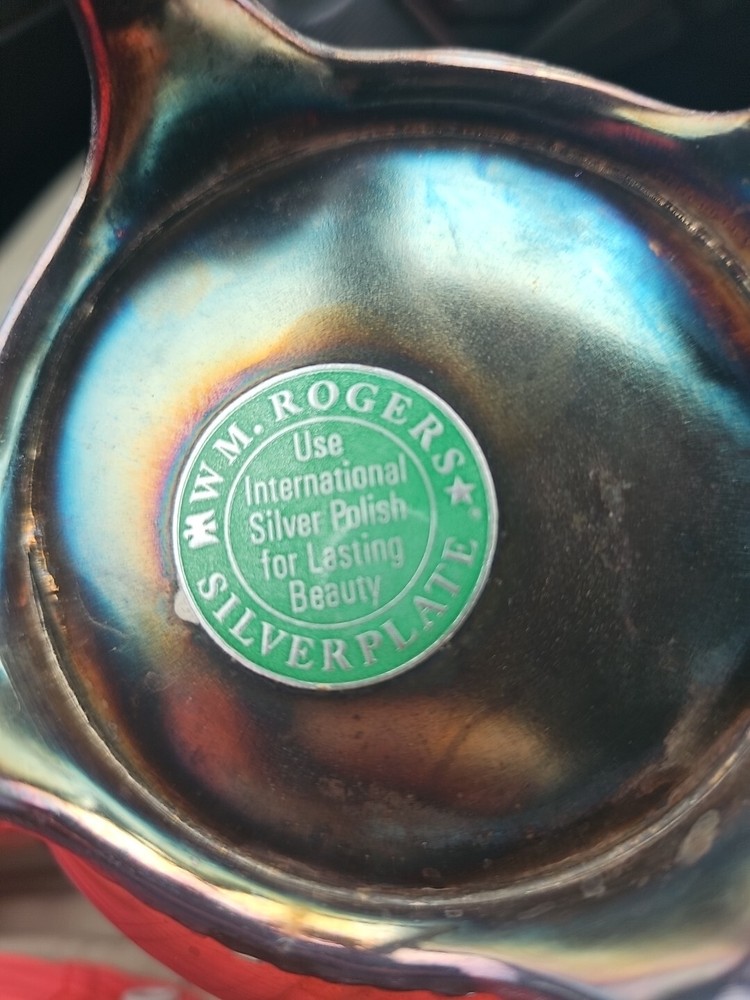 WM. ROGERS
Use
International
Silver Polish
for Lasting
Beauty
SILVERPLATE